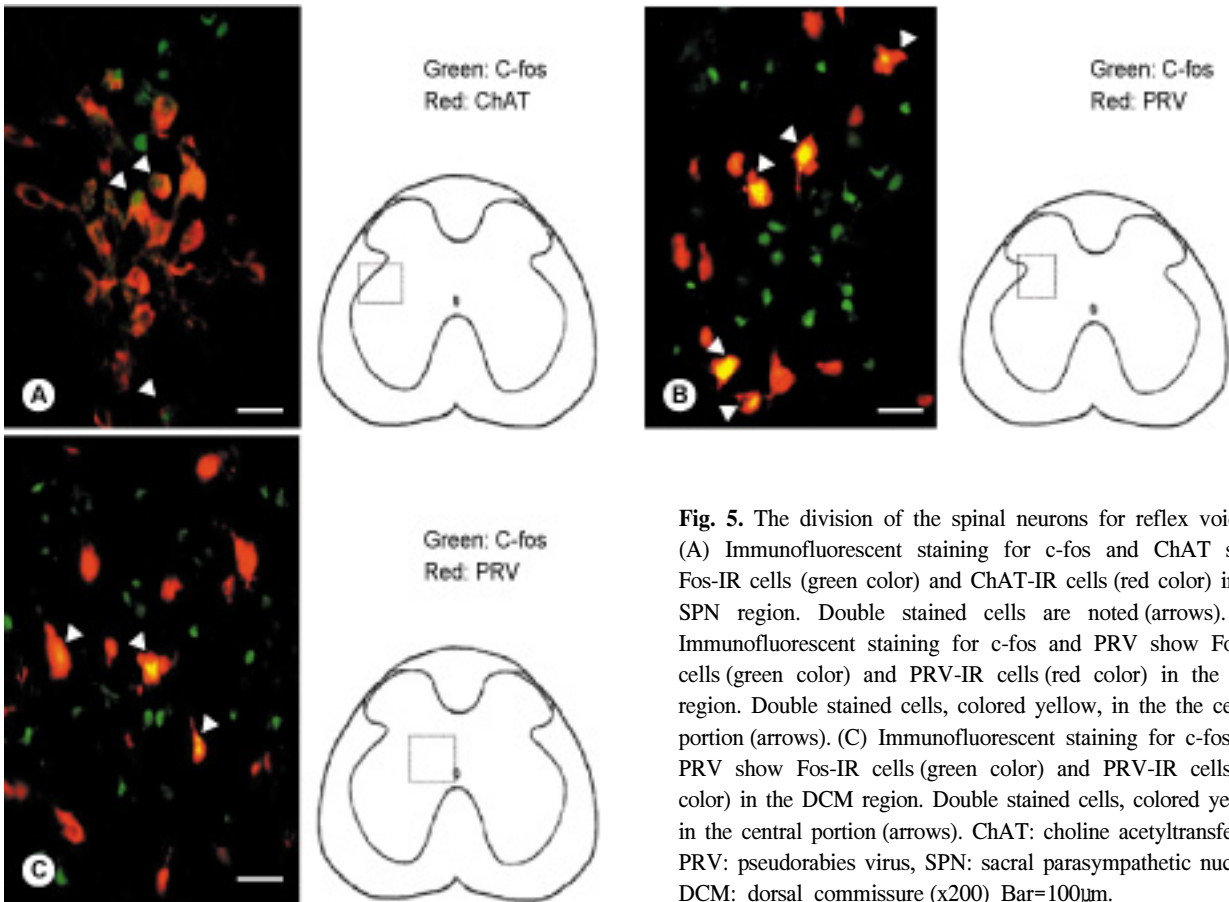 Green: C-fos
Red: ChAT
A
Green: C-fos
Red: PRV
B
Green: C-fos
Red: PRV
C
Fig. 5. The division of the spinal neurons for reflex voi
(A) Immunofluorescent staining for c-fos and ChAT s
Fos-IR cells (green color) and ChAT-IR cells (red color) i
SPN region. Double stained cells are noted (arrows).
Immunofluorescent staining for c-fos and PRV show Fo
cells (green color) and PRV-IR cells (red color) in the
region. Double stained cells, colored yellow, in the the ce
portion (arrows). (C) Immunofluorescent staining for c-fos
PRV show Fos-IR cells (green color) and PRV-IR cells
color) in the DCM region. Double stained cells, colored ye
in the central portion (arrows). ChAT: choline acetyltransfe
PRV: pseudorabies virus, SPN: sacral parasympathetic nuc
DCM: dorsal commissure (x200) Bar=100μm.